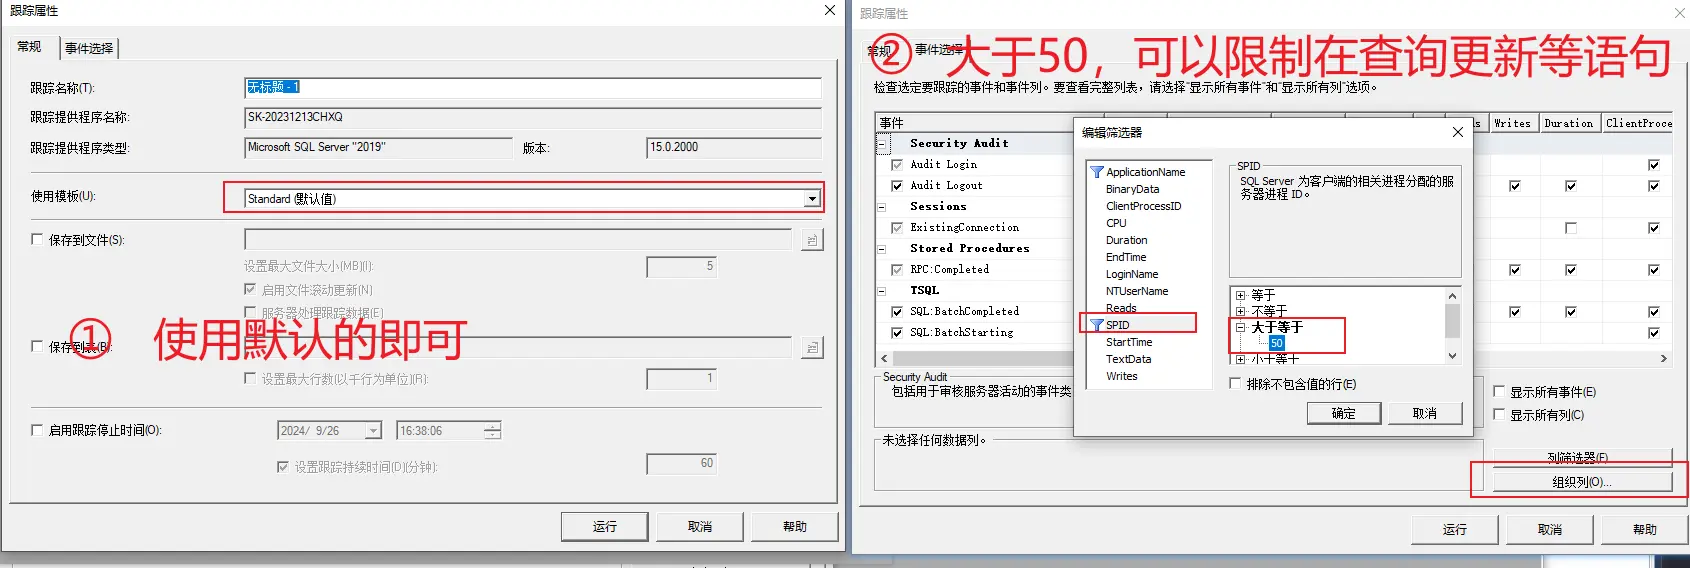 跟踪属性
常规 事件选择
跟踪名称(T): 无标题 - 1
跟踪提供程序名称: SK-20231213CHXQ
跟踪提供程序类型: Microsoft SQL Server "2019" 版本: 15.0.2000
使用模板(U): Standard (默认值)
保存到文件(S):
设置最大文件大小(MB)(I): 5
启用文件滚动更新(N)
服务器处理跟踪数据(E)
① 使用默认的即可
保存到表(B):
设置最大行数(以千行为单位)(R): 1
启用跟踪停止时间(O): 2024/ 9/26 16:38:06
设置跟踪持续时间(D)(分钟): 60
运行 取消 帮助
跟踪属性
常规 事件选择
② 大于50，可以限制在查询更新等语句
检查选定要跟踪的事件和事件列。要查看完整列表，请选择"显示所有事件"和"显示所有列"选项。
事件 Writes Duration ClientProce
Security Audit
Audit Login
Audit Logout
Sessions
ExistingConnection
Stored Procedures
RPC:Completed
TSQL
SQL:BatchCompleted
SQL:BatchStarting
Security Audit
包括用于审核服务器活动的事件类
未选择任何数据列。
显示所有事件(E)
显示所有列(C)
列筛选器(F)
组织列(O)...
运行 取消 帮助
编辑筛选器
ApplicationName
BinaryData
ClientProcessID
CPU
Duration
EndTime
LoginName
NTUserName
Reads
SPID
StartTime
TextData
Writes
SPID
SQL Server 为客户端的相关进程分配的服
务器进程 ID。
等于
不等于
大于等于
50
小于等于
排除不包含值的行(E)
确定 取消